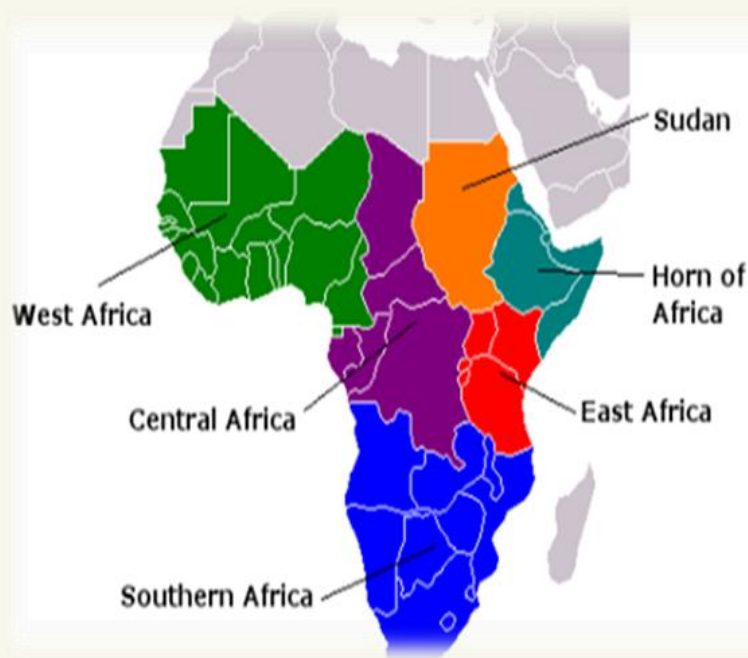 Sudan
Horn of
Africa
West Africa
East Africa
Central Africa
Southern Africa